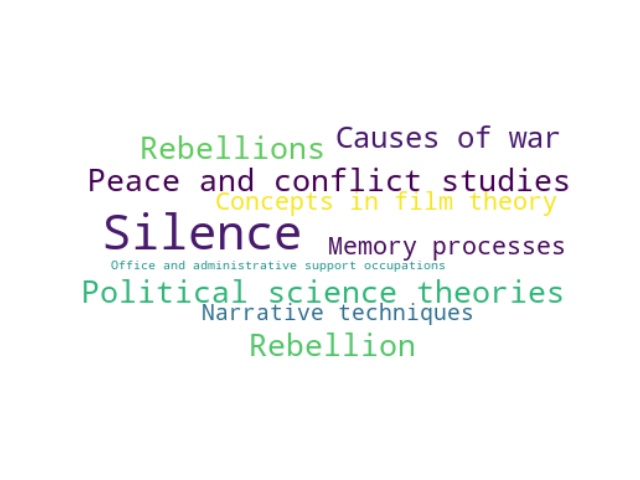 Rebellions
Causes of war
Peace and conflict studies
Concepts in film theory
Silence
Memory processes
Office and administrative support occupations
Political science theories
Narrative techniques
Rebellion